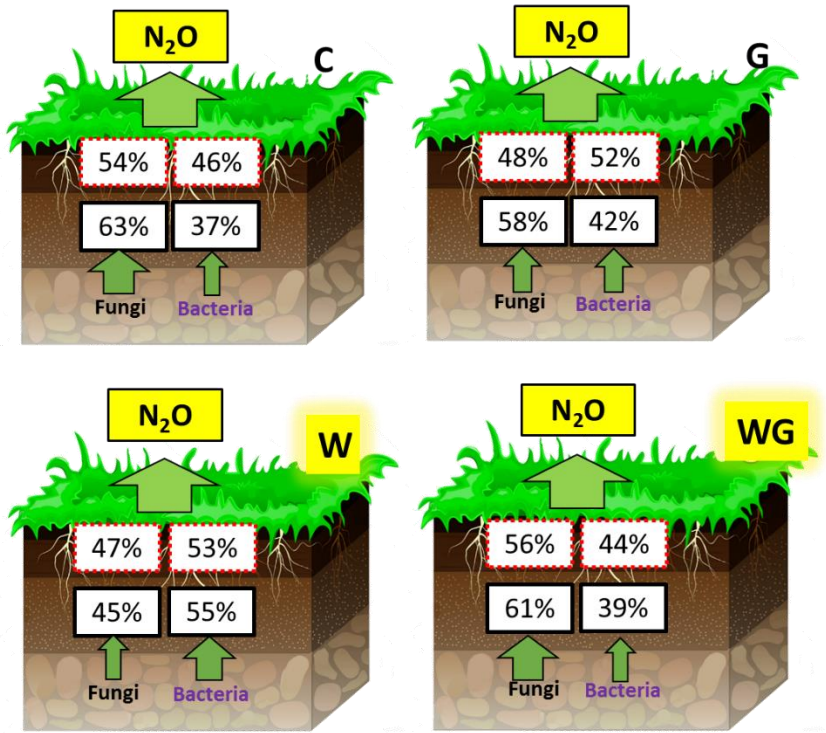 N₂O
C
54% 46%
63% 37%
Fungi Bacteria
N₂O
G
48% 52%
58% 42%
Fungi Bacteria
N₂O
W
47% 53%
45% 55%
Fungi Bacteria
N₂O
WG
56% 44%
61% 39%
Fungi Bacteria